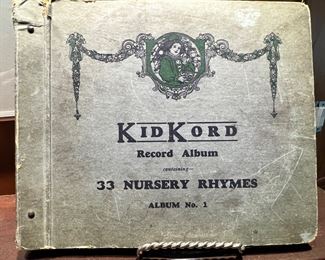 KIDKORD
Record Album
containing—
33 NURSERY RHYMES
ALBUM No. 1